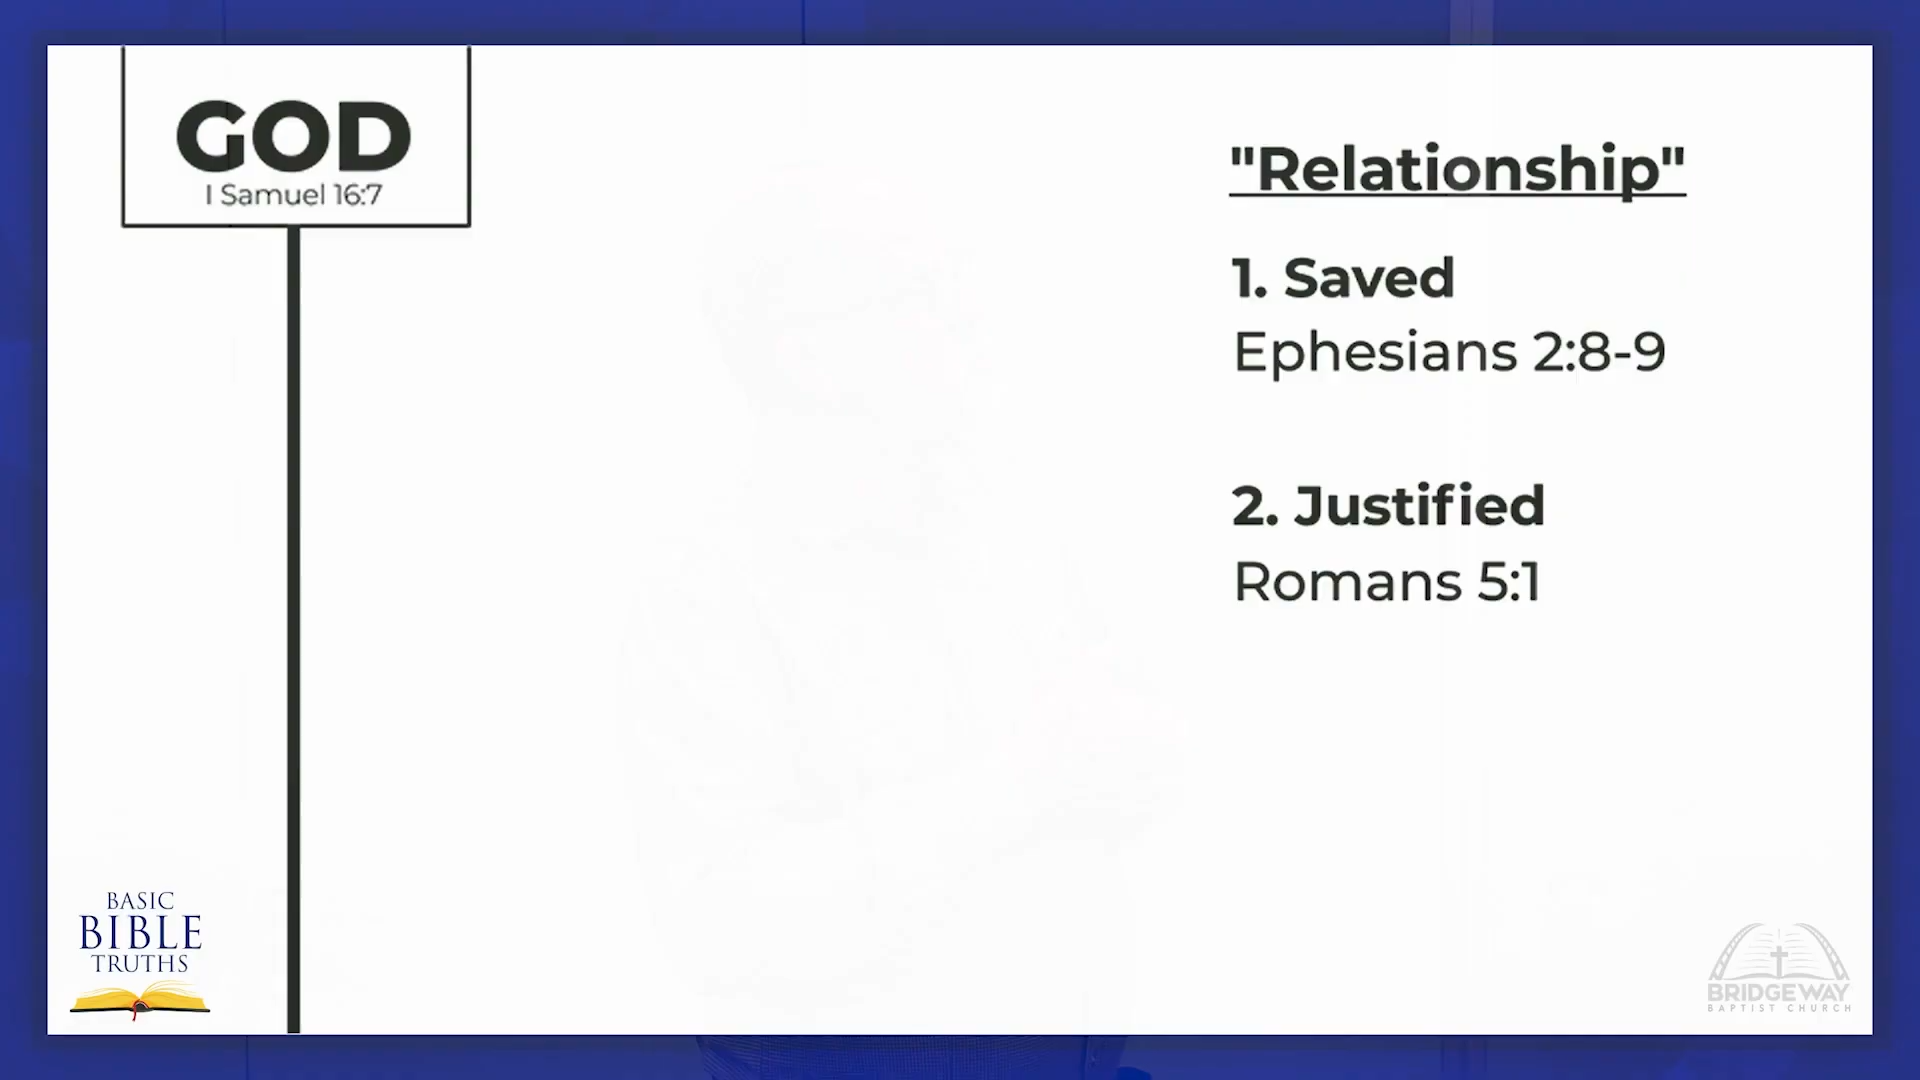 GOD
I Samuel 16:7
"Relationship"
1. Saved
Ephesians 2:8-9
2. Justified
Romans 5:1
BASIC
BIBLE
TRUTHS
BRIDGEWAY
BAPTIST CHURCH